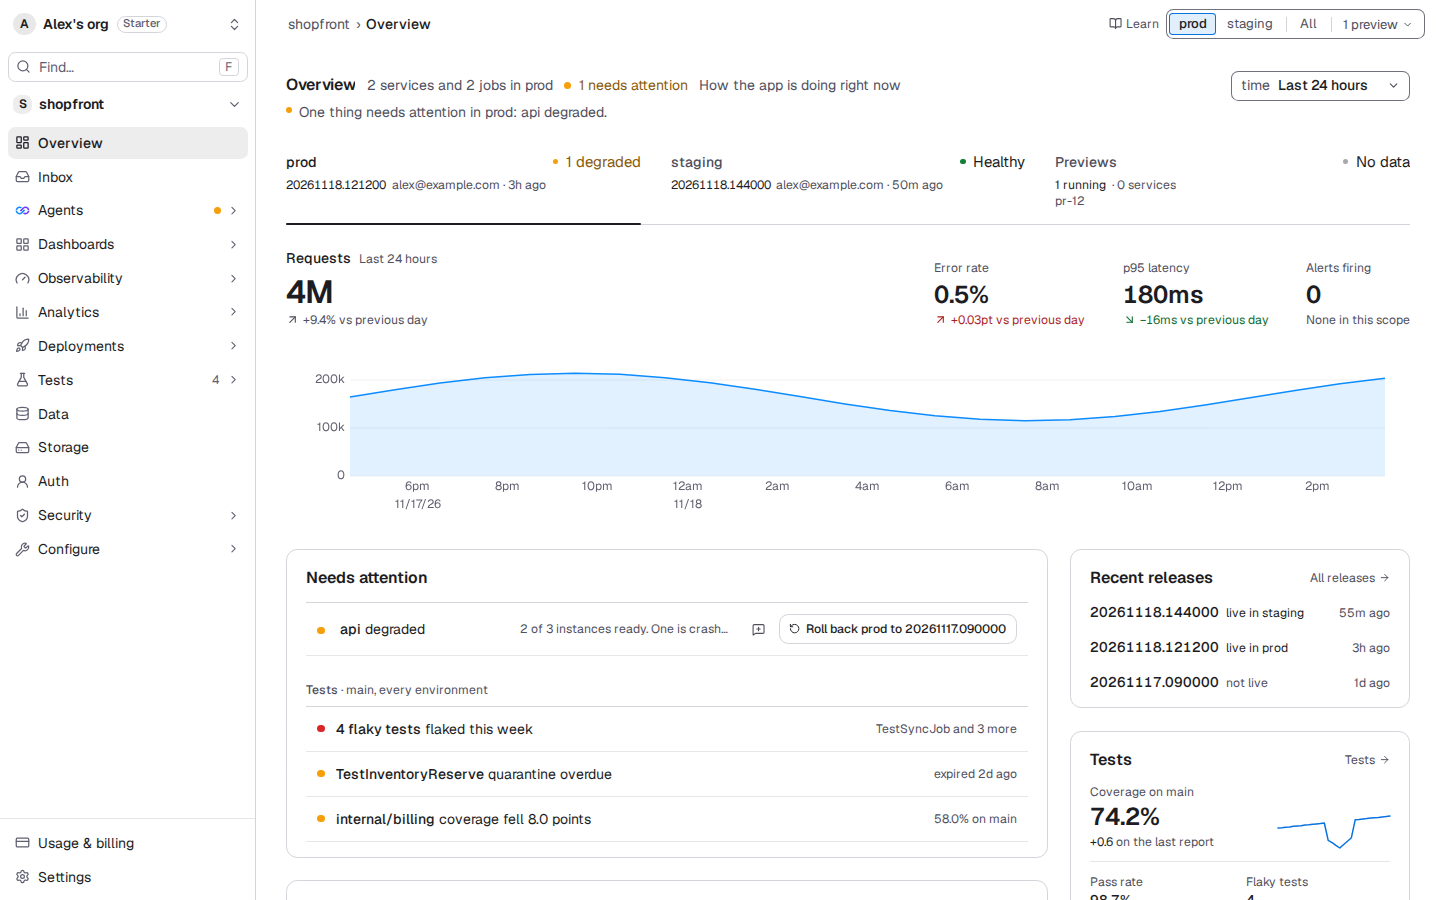 A Alex's org Starter
Find... F
S shopfront
Overview
Inbox
Agents
Dashboards
Observability
Analytics
Deployments
Tests 4
Data
Storage
Auth
Security
Configure
Usage & billing
Settings
shopfront › Overview
Learn prod staging All 1 preview
Overview 2 services and 2 jobs in prod 1 needs attention How the app is doing right now
time Last 24 hours
One thing needs attention in prod: api degraded.
prod 1 degraded
20261118.121200 alex@example.com · 3h ago
staging Healthy
20261118.144000 alex@example.com · 50m ago
Previews No data
1 running · 0 services
pr-12
Requests Last 24 hours
4M
+9.4% vs previous day
Error rate
0.5%
+0.03pt vs previous day
p95 latency
180ms
−16ms vs previous day
Alerts firing
0
None in this scope
200k
100k
0
6pm 8pm 10pm 12am 2am 4am 6am 8am 10am 12pm 2pm
11/17/26 11/18
Needs attention
api degraded 2 of 3 instances ready. One is crash... Roll back prod to 20261117.090000
Tests · main, every environment
4 flaky tests flaked this week TestSyncJob and 3 more
TestInventoryReserve quarantine overdue expired 2d ago
internal/billing coverage fell 8.0 points 58.0% on main
Recent releases All releases →
20261118.144000 live in staging 55m ago
20261118.121200 live in prod 3h ago
20261117.090000 not live 1d ago
Tests Tests →
Coverage on main
74.2%
+0.6 on the last report
Pass rate Flaky tests
98.7% 4